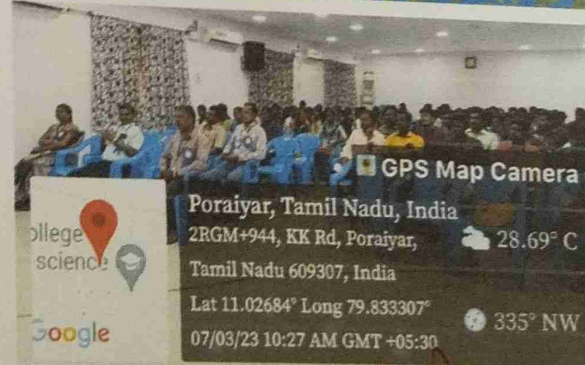 GPS Map Camera
Poraiyar, Tamil Nadu, India
2RGM+944, KK Rd, Poraiyar,
Tamil Nadu 609307, India
Lat 11.02684° Long 79.833307°
07/03/23 10:27 AM GMT +05:30
28.69° C
335° NW
ollege
science
Google